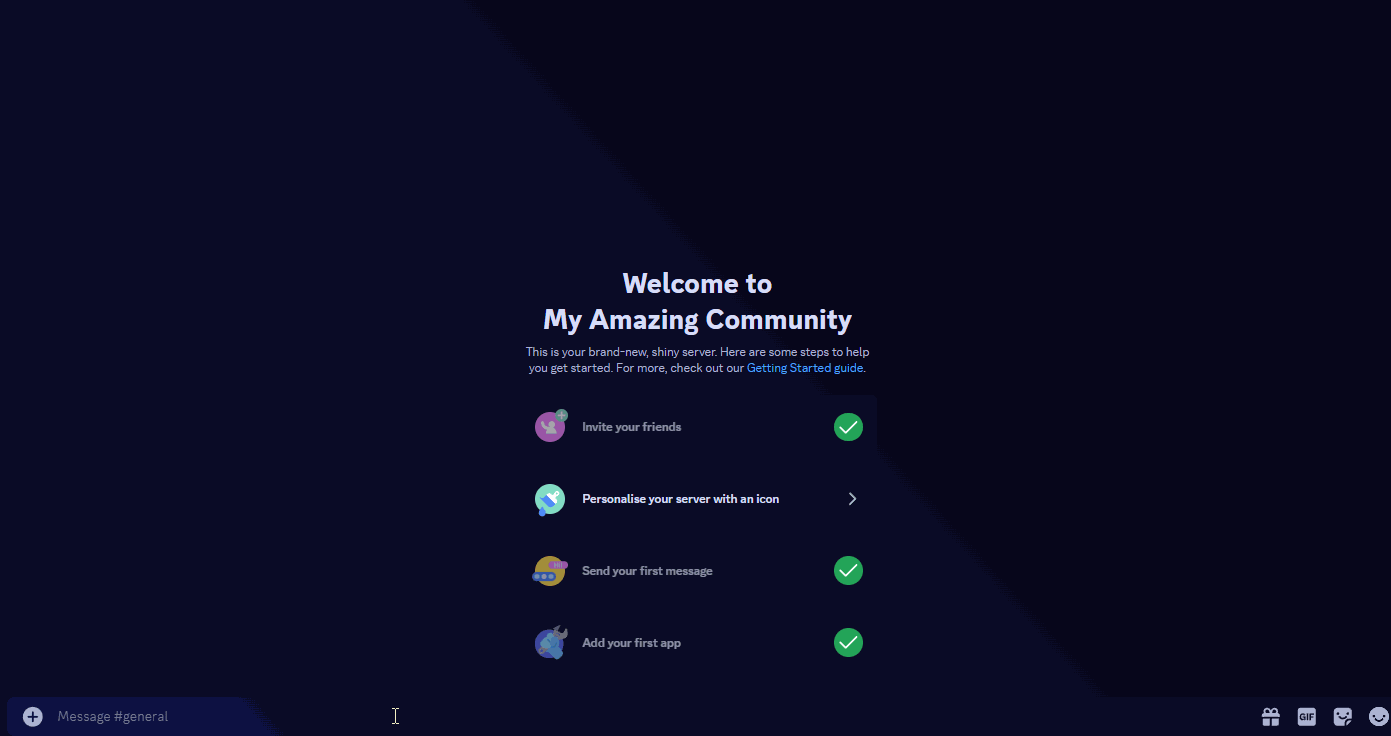 Welcome to
My Amazing Community
This is your brand-new, shiny server. Here are some steps to help
you get started. For more, check out our Getting Started guide.
Invite your friends
Personalise your server with an icon
Send your first message
Add your first app
Message #general
GIF